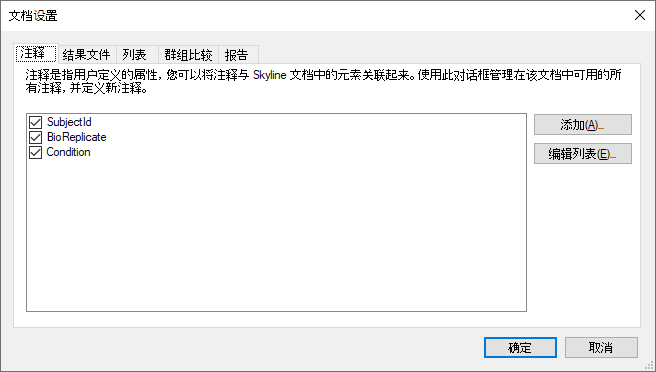 文档设置
注释 结果文件 列表 群组比较 报告
注释是指用户定义的属性，您可以将注释与 Skyline 文档中的元素关联起来。使用此对话框管理在该文档中可用的所
有注释，并定义新注释。
SubjectId
BioReplicate
Condition
添加(A)...
编辑列表(E)...
确定 取消